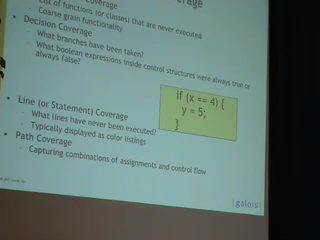 Coverage
- List of functions (or classes) that are never executed
- Coarse grain functionality
• Decision Coverage
- What branches have been taken?
- What boolean expressions inside control structures were always true or
always false?
if (x == 4) {
y = 5;
}
• Line (or Statement) Coverage
- What lines have never been executed?
- Typically displayed as color listings
• Path Coverage
- Capturing combinations of assignments and control flow
| galois |